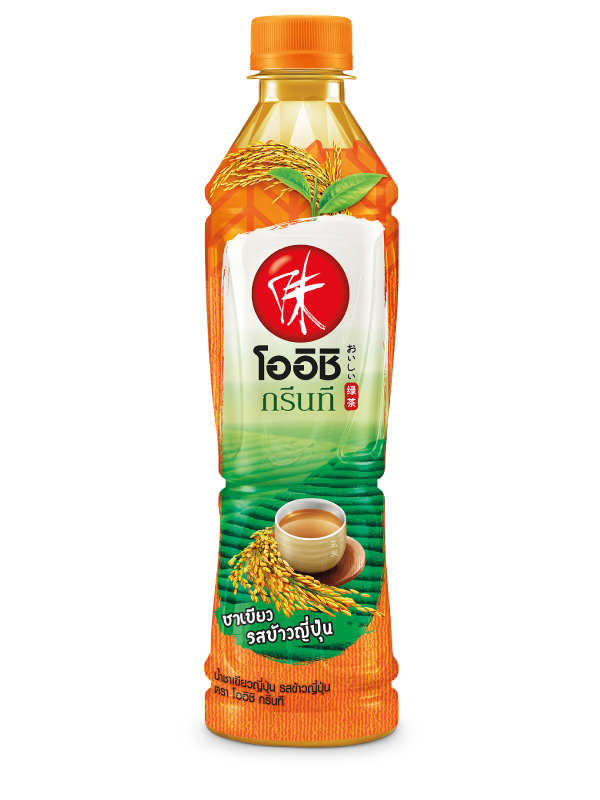 味
โออิชิ
おいしい
绿茶
กรีนที
玄米
ชาเขียว
รสข้าวญี่ปุ่น
น้ำชาเขียวญี่ปุ่น รสข้าวญี่ปุ่น
ตรา โออิชิ กรีนที